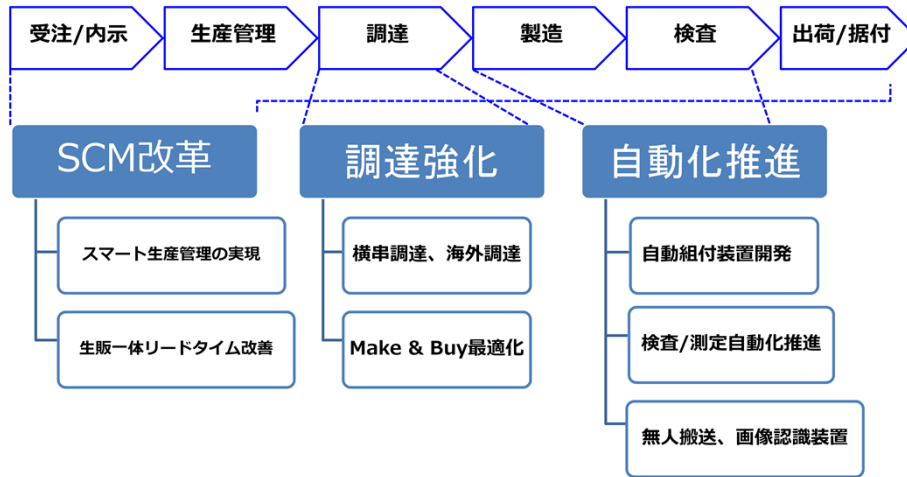 受注/内示
生産管理
調達
製造
検査
出荷/据付
SCM改革
調達強化
自動化推進
スマート生産管理の実現
横串調達、海外調達
自動組付装置開発
生販一体リードタイム改善
Make & Buy最適化
検査/測定自動化推進
無人搬送、画像認識装置